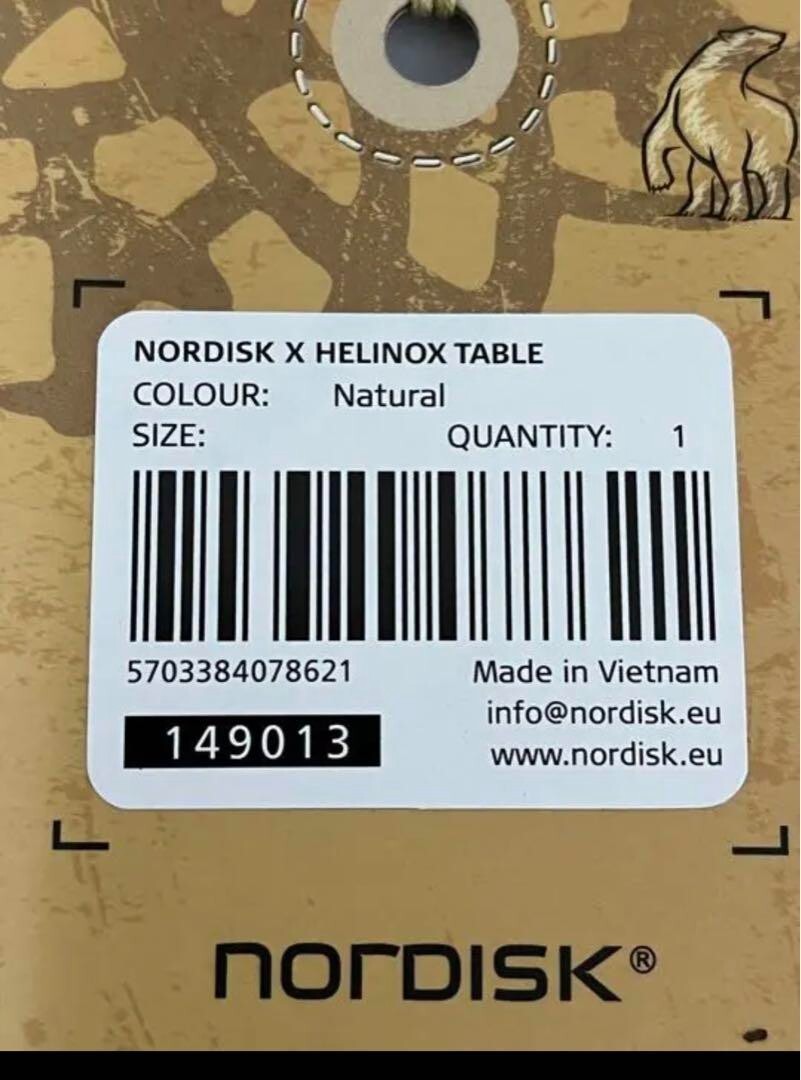 NORDISK X HELINOX TABLE
COLOUR: Natural
SIZE: QUANTITY: 1
5703384078621 Made in Vietnam
info@nordisk.eu
149013
www.nordisk.eu
nordisk®